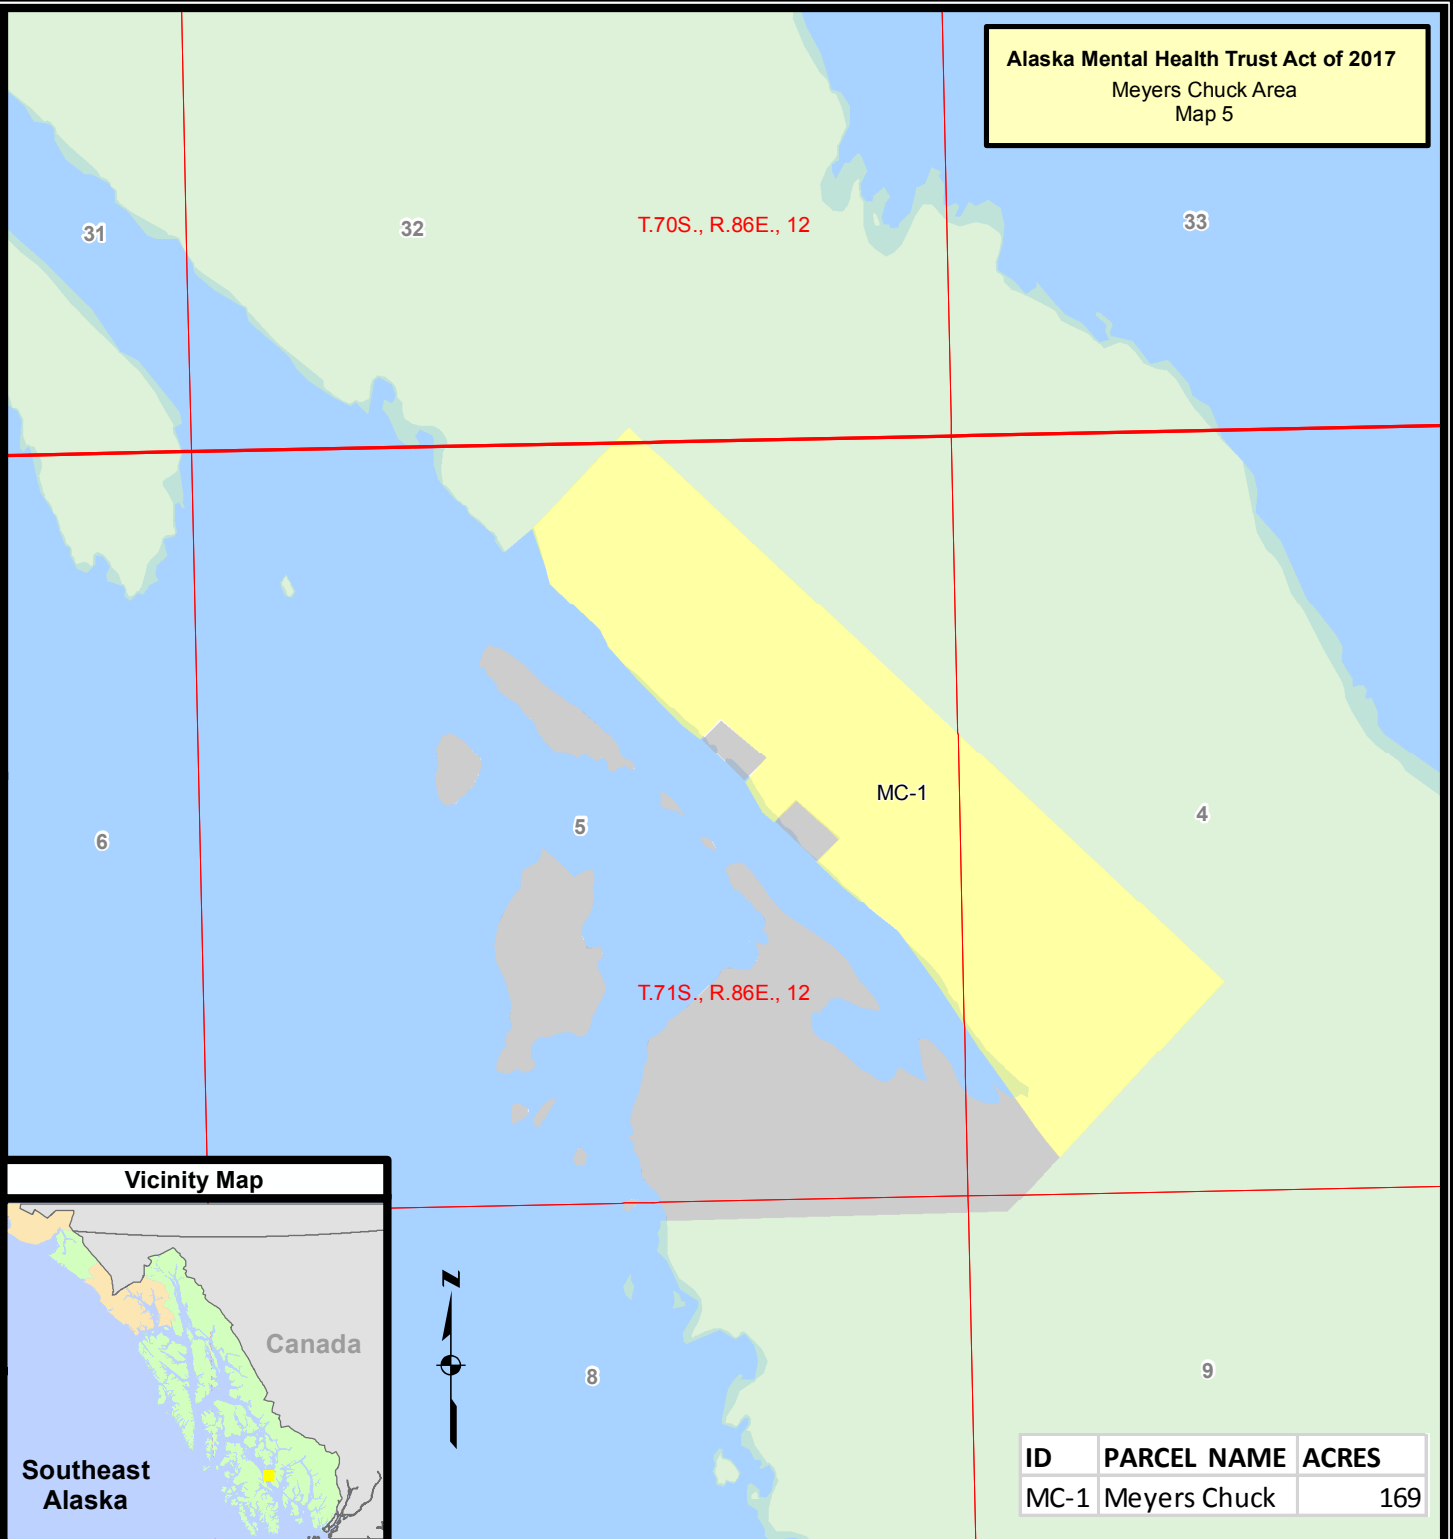 Alaska Mental Health Trust Act of 2017
Meyers Chuck Area
Map 5
31
32
T.70S., R.86E., 12
33
MC-1
6
5
4
T.71S., R.86E., 12
Vicinity Map
Canada
Southeast
Alaska
N
8
9
ID PARCEL NAME ACRES
MC-1 Meyers Chuck 169